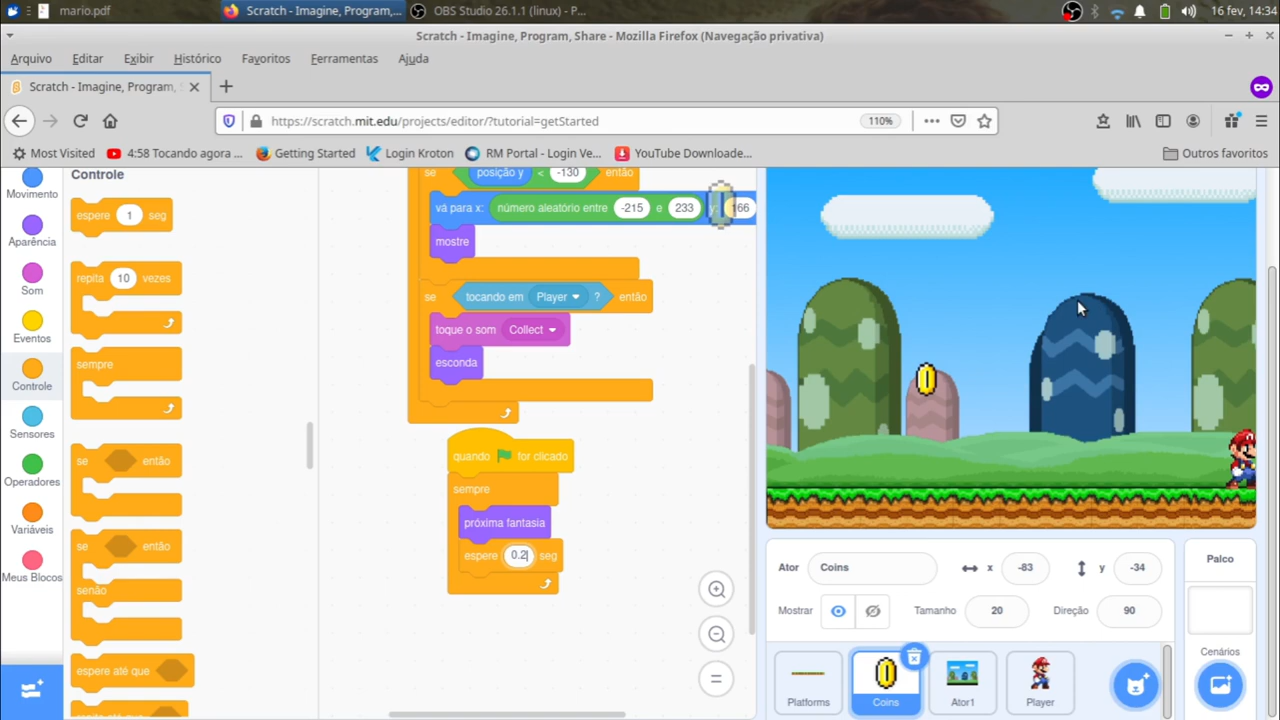 mario.pdf
Scratch - Imagine, Program,...
OBS Studio 26.1.1 (linux) - P...
16 fev, 14:34
Scratch - Imagine, Program, Share - Mozilla Firefox (Navegação privativa)
Arquivo Editar Exibir Histórico Favoritos Ferramentas Ajuda
Scratch - Imagine, Program, S
https://scratch.mit.edu/projects/editor/?tutorial=getStarted
110%
Most Visited
4:58 Tocando agora ...
Getting Started
Login Kroton
RM Portal - Login Ve...
YouTube Downloade...
Outros favoritos
Movimento
Aparência
Som
Eventos
Controle
Sensores
Operadores
Variáveis
Meus Blocos
Controle
espere 1 seg
repita 10 vezes
sempre
se então
se então
senão
espere até que
se posição y < -130 então
vá para x: número aleatório entre -215 e 233 166
mostre
se tocando em Player ? então
toque o som Collect
esconda
quando for clicado
sempre
próxima fantasia
espere 0.2 seg
Ator Coins x -83 y -34
Mostrar Tamanho 20 Direção 90
Platforms
Coins
Ator1
Player
Palco
Cenários